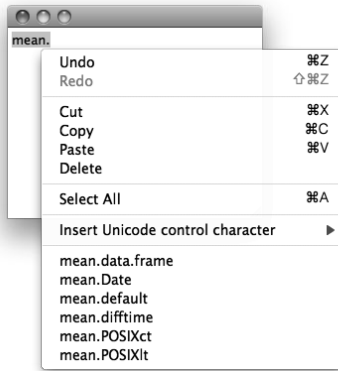 mean.
Undo ⌘Z
Redo ⇧⌘Z
Cut ⌘X
Copy ⌘C
Paste ⌘V
Delete
Select All ⌘A
Insert Unicode control character
mean.data.frame
mean.Date
mean.default
mean.difftime
mean.POSIXct
mean.POSIXlt